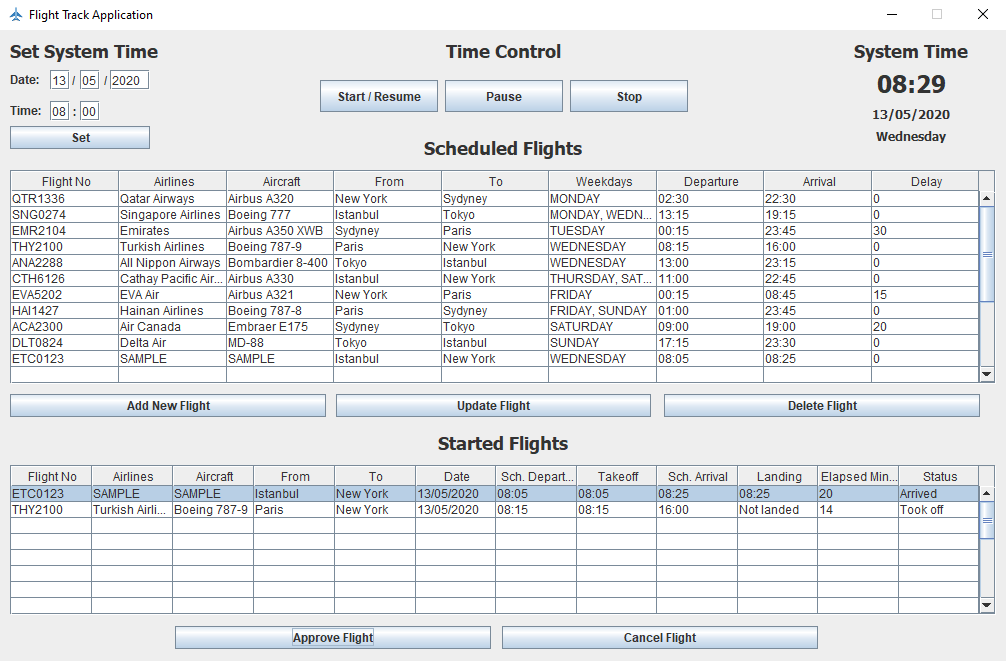 Flight Track Application
Set System Time
Time Control
System Time
Date: 13 / 05 / 2020
08:29
Start / Resume Pause Stop
Time: 08 : 00
13/05/2020
Set
Wednesday
Scheduled Flights
Flight No Airlines Aircraft From To Weekdays Departure Arrival Delay
QTR1336 Qatar Airways Airbus A320 New York Sydyney MONDAY 02:30 22:30 0
SNG0274 Singapore Airlines Boeing 777 Istanbul Tokyo MONDAY, WEDN... 13:15 19:15 0
EMR2104 Emirates Airbus A350 XWB Sydyney Paris TUESDAY 00:15 23:45 30
THY2100 Turkish Airlines Boeing 787-9 Paris New York WEDNESDAY 08:15 16:00 0
ANA2288 All Nippon Airways Bombardier 8-400 Tokyo Istanbul WEDNESDAY 13:00 23:15 0
CTH6126 Cathay Pacific Air... Airbus A330 Istanbul New York THURSDAY, SAT... 11:00 22:45 0
EVA5202 EVA Air Airbus A321 New York Paris FRIDAY 00:15 08:45 15
HAI1427 Hainan Airlines Boeing 787-8 Paris Sydyney FRIDAY, SUNDAY 01:00 23:45 0
ACA2300 Air Canada Embraer E175 Sydyney Tokyo SATURDAY 09:00 19:00 20
DLT0824 Delta Air MD-88 Tokyo Istanbul SUNDAY 17:15 23:30 0
ETC0123 SAMPLE SAMPLE Istanbul New York WEDNESDAY 08:05 08:25 0
Add New Flight Update Flight Delete Flight
Started Flights
Flight No Airlines Aircraft From To Date Sch. Depart... Takeoff Sch. Arrival Landing Elapsed Min... Status
ETC0123 SAMPLE SAMPLE Istanbul New York 13/05/2020 08:05 08:05 08:25 08:25 20 Arrived
THY2100 Turkish Airli... Boeing 787-9 Paris New York 13/05/2020 08:15 08:15 16:00 Not landed 14 Took off
Approve Flight Cancel Flight